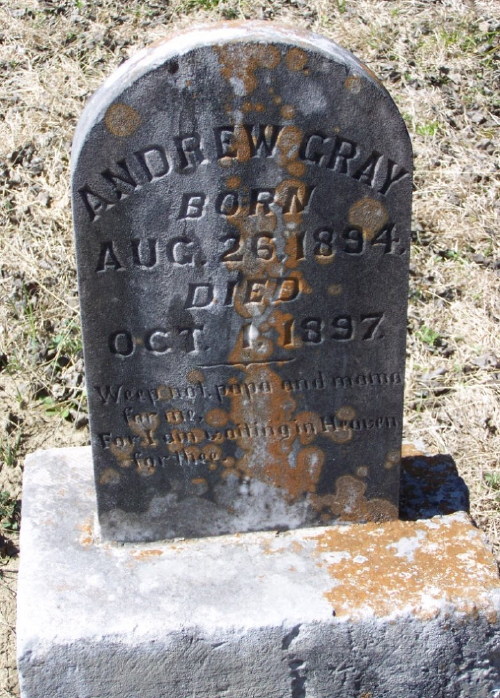 ANDREW GRAY
BORN
AUG. 26. 1894.
DIED
OCT. 1. 1897.
Weep not, papa and mama
for me.
For I am waiting in Heaven
for thee.